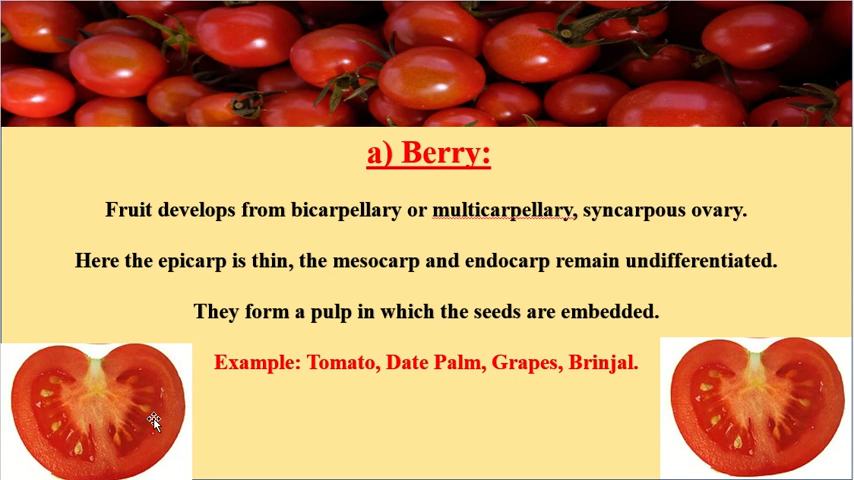 a) Berry:
Fruit develops from bicarpellary or multicarpellary, syncarpous ovary.
Here the epicarp is thin, the mesocarp and endocarp remain undifferentiated.
They form a pulp in which the seeds are embedded.
Example: Tomato, Date Palm, Grapes, Brinjal.